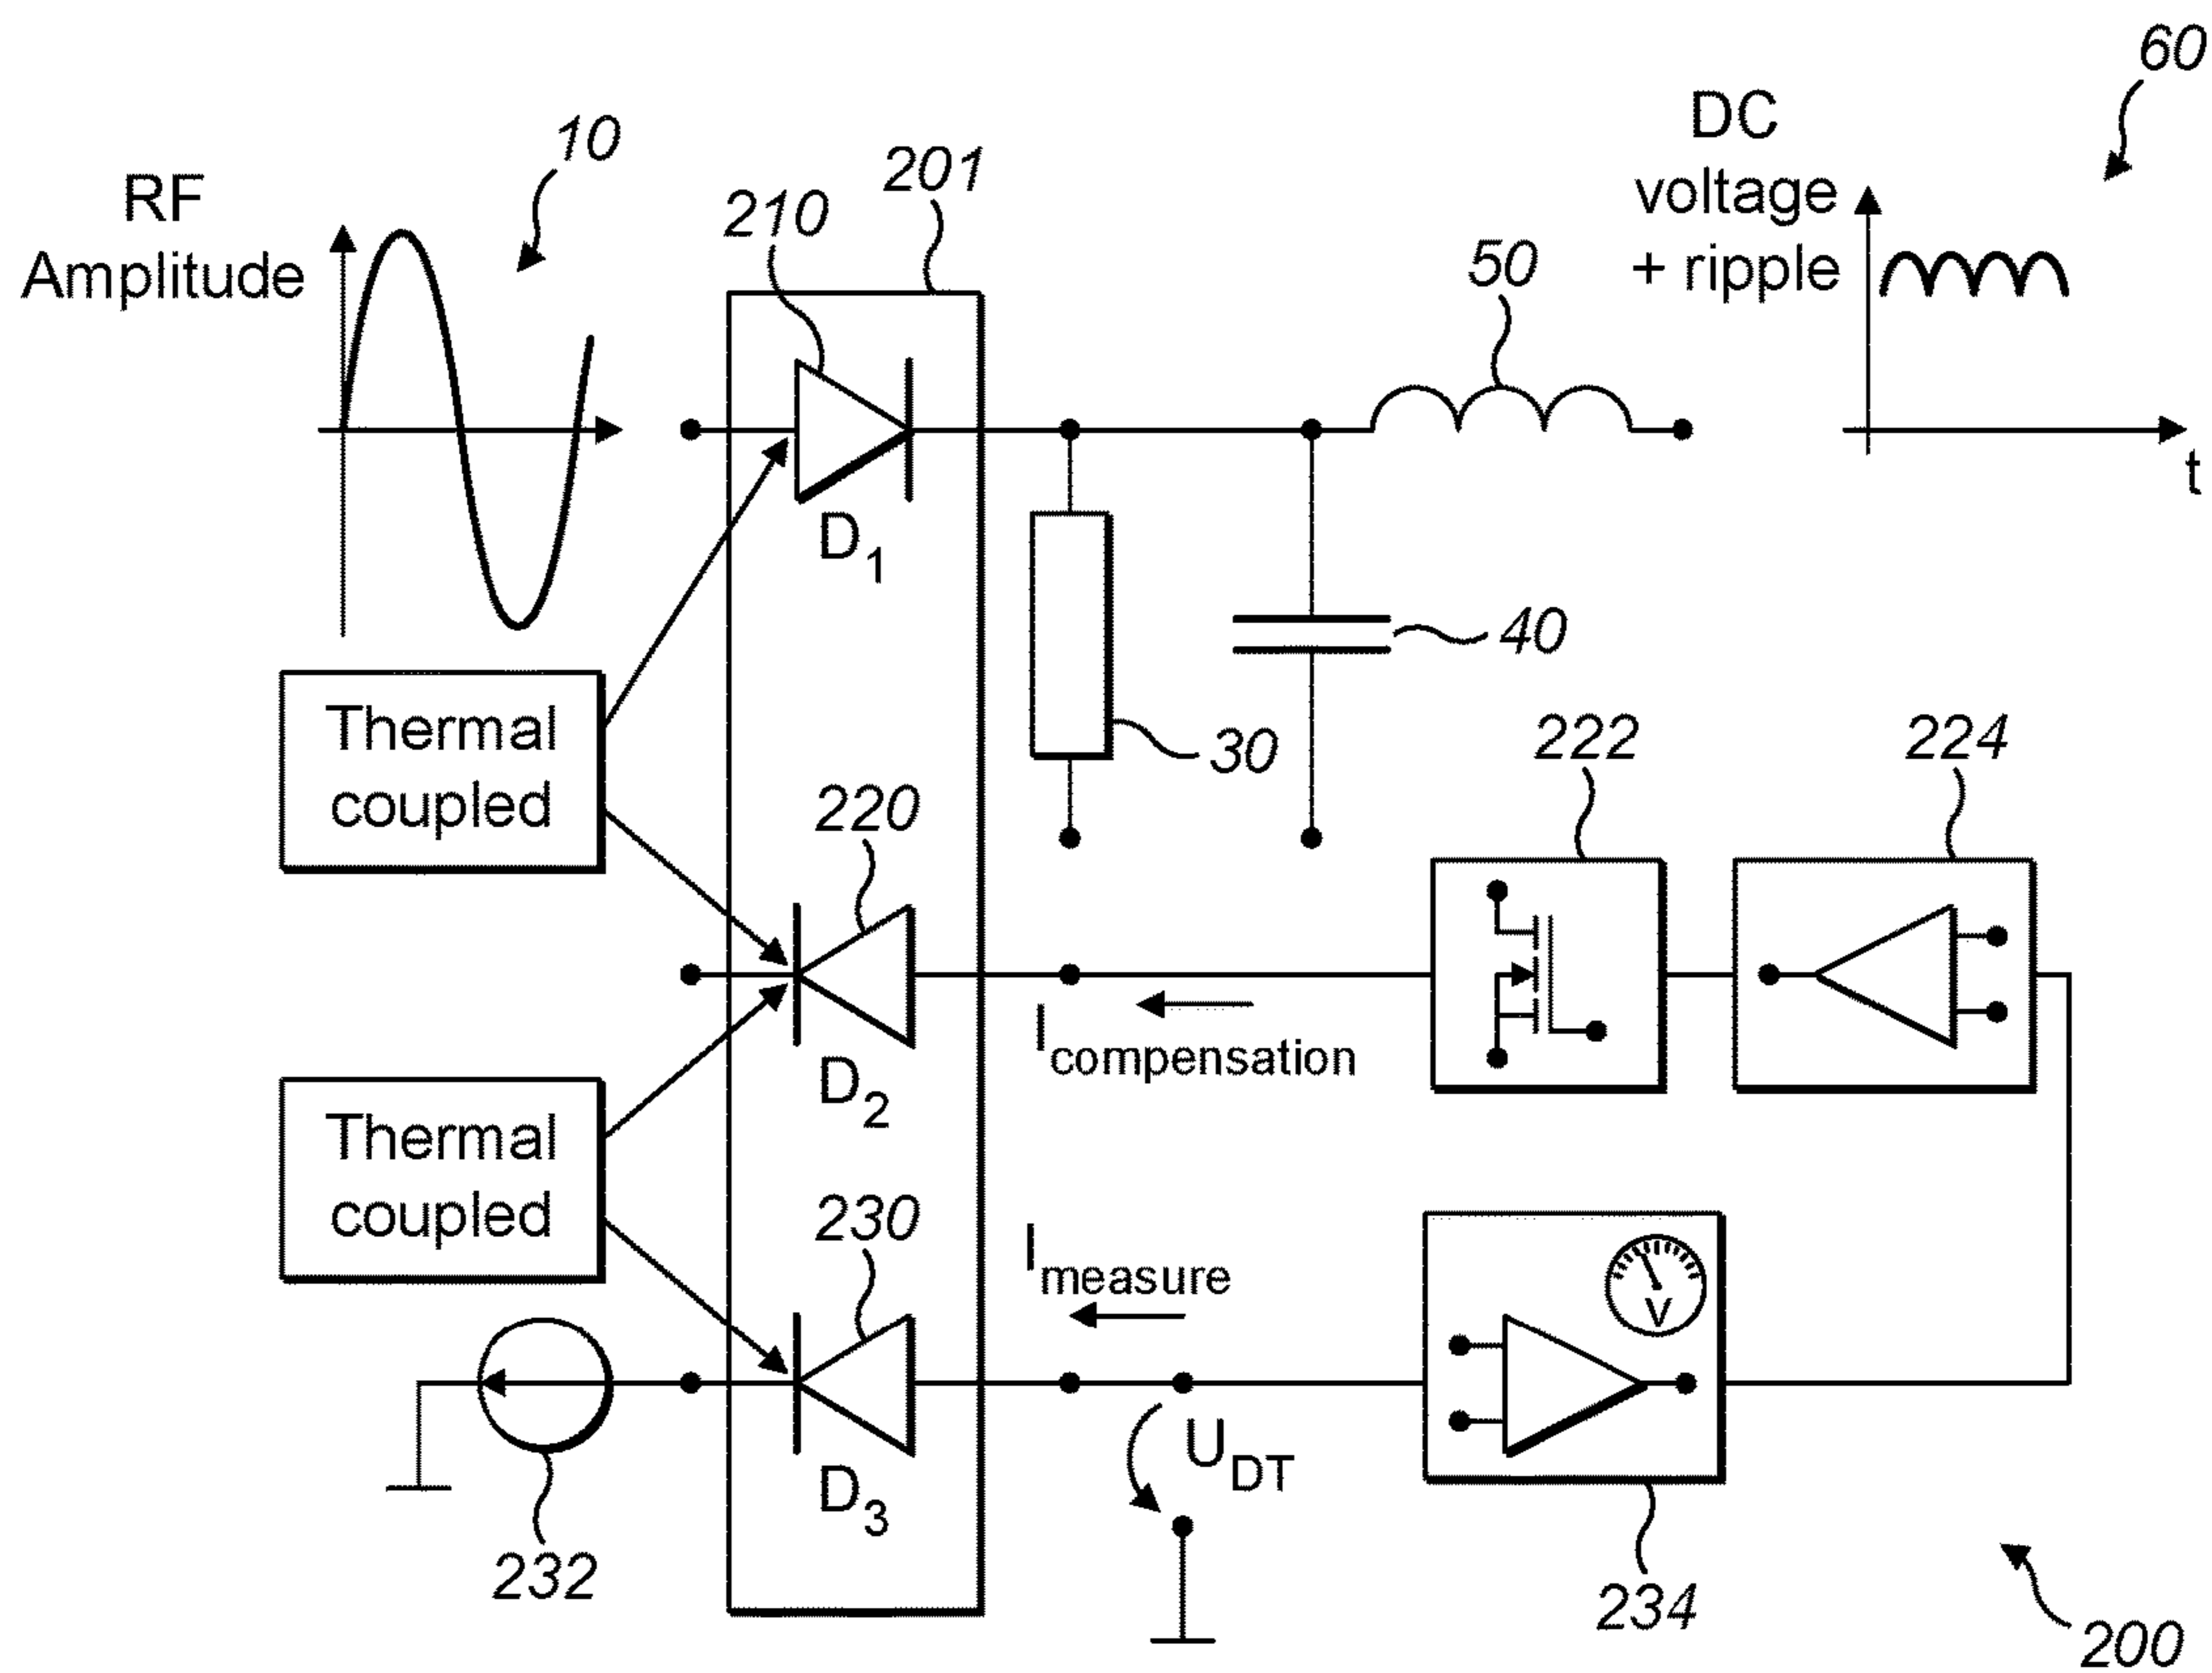 60
DC
voltage
+ ripple
10
201
RF
Amplitude
210
50
t
D1
40
Thermal
coupled
30
222
224
220
Icompensation
D2
Thermal
coupled
230
Imeasure
V
UDT
D3
232
234
200